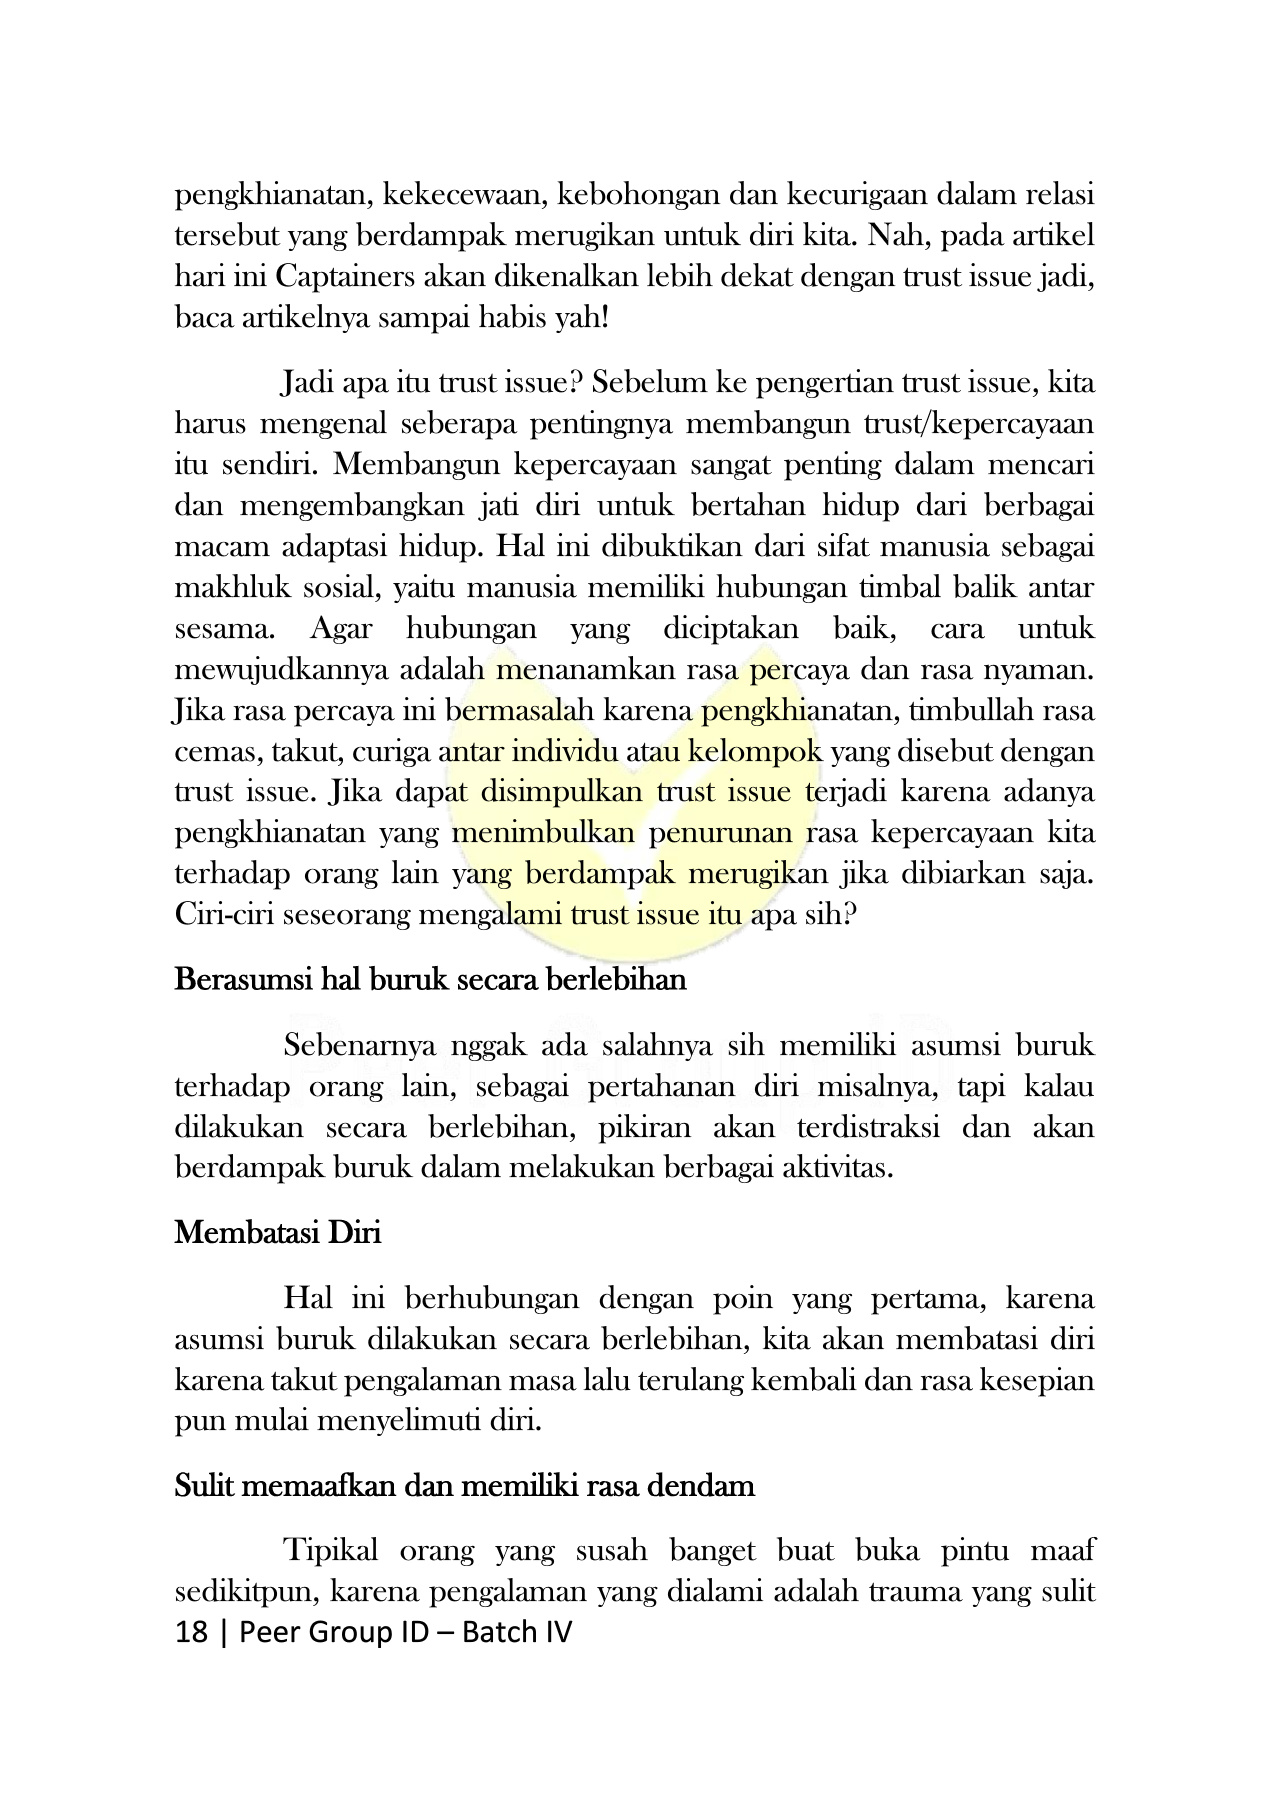 pengkhianatan, kekecewaan, kebohongan dan kecurigaan dalam relasi
tersebut yang berdampak merugikan untuk diri kita. Nah, pada artikel
hari ini Captainers akan dikenalkan lebih dekat dengan trust issue jadi,
baca artikelnya sampai habis yah!
Jadi apa itu trust issue? Sebelum ke pengertian trust issue, kita
harus mengenal seberapa pentingnya membangun trust/kepercayaan
itu sendiri. Membangun kepercayaan sangat penting dalam mencari
dan mengembangkan jati diri untuk bertahan hidup dari berbagai
macam adaptasi hidup. Hal ini dibuktikan dari sifat manusia sebagai
makhluk sosial, yaitu manusia memiliki hubungan timbal balik antar
sesama. Agar hubungan yang diciptakan baik, cara untuk
mewujudkannya adalah menanamkan rasa percaya dan rasa nyaman.
Jika rasa percaya ini bermasalah karena pengkhianatan, timbullah rasa
cemas, takut, curiga antar individu atau kelompok yang disebut dengan
trust issue. Jika dapat disimpulkan trust issue terjadi karena adanya
pengkhianatan yang menimbulkan penurunan rasa kepercayaan kita
terhadap orang lain yang berdampak merugikan jika dibiarkan saja.
Ciri-ciri seseorang mengalami trust issue itu apa sih?
Berasumsi hal buruk secara berlebihan
Sebenarnya nggak ada salahnya sih memiliki asumsi buruk
terhadap orang lain, sebagai pertahanan diri misalnya, tapi kalau
dilakukan secara berlebihan, pikiran akan terdistraksi dan akan
berdampak buruk dalam melakukan berbagai aktivitas.
Membatasi Diri
Hal ini berhubungan dengan poin yang pertama, karena
asumsi buruk dilakukan secara berlebihan, kita akan membatasi diri
karena takut pengalaman masa lalu terulang kembali dan rasa kesepian
pun mulai menyelimuti diri.
Sulit memaafkan dan memiliki rasa dendam
Tipikal orang yang susah banget buat buka pintu maaf
sedikitpun, karena pengalaman yang dialami adalah trauma yang sulit
18 | Peer Group ID – Batch IV